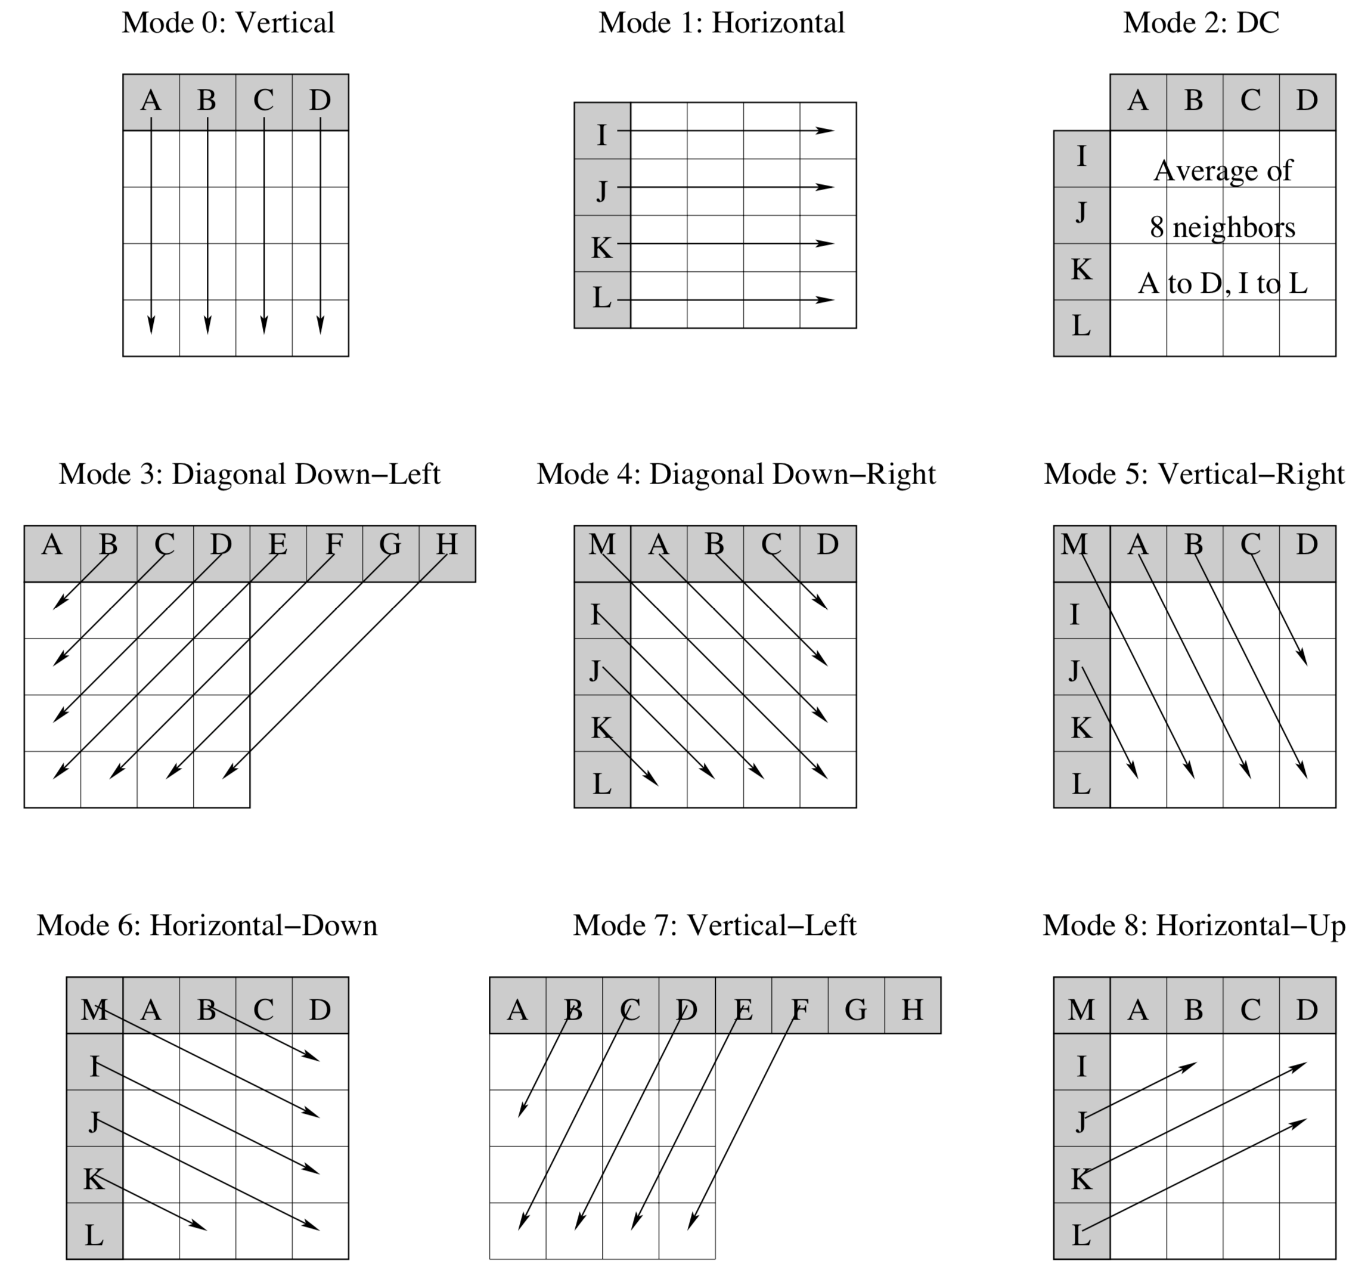 Mode 0: Vertical
A B C D
Mode 1: Horizontal
I
J
K
L
Mode 2: DC
A B C D
I
Average of
J
8 neighbors
K
A to D, I to L
L
Mode 3: Diagonal Down−Left
A B C D E F G H
Mode 4: Diagonal Down−Right
M A B C D
I
J
K
L
Mode 5: Vertical−Right
M A B C D
I
J
K
L
Mode 6: Horizontal−Down
M A B C D
I
J
K
L
Mode 7: Vertical−Left
A B C D E F G H
Mode 8: Horizontal−Up
M A B C D
I
J
K
L